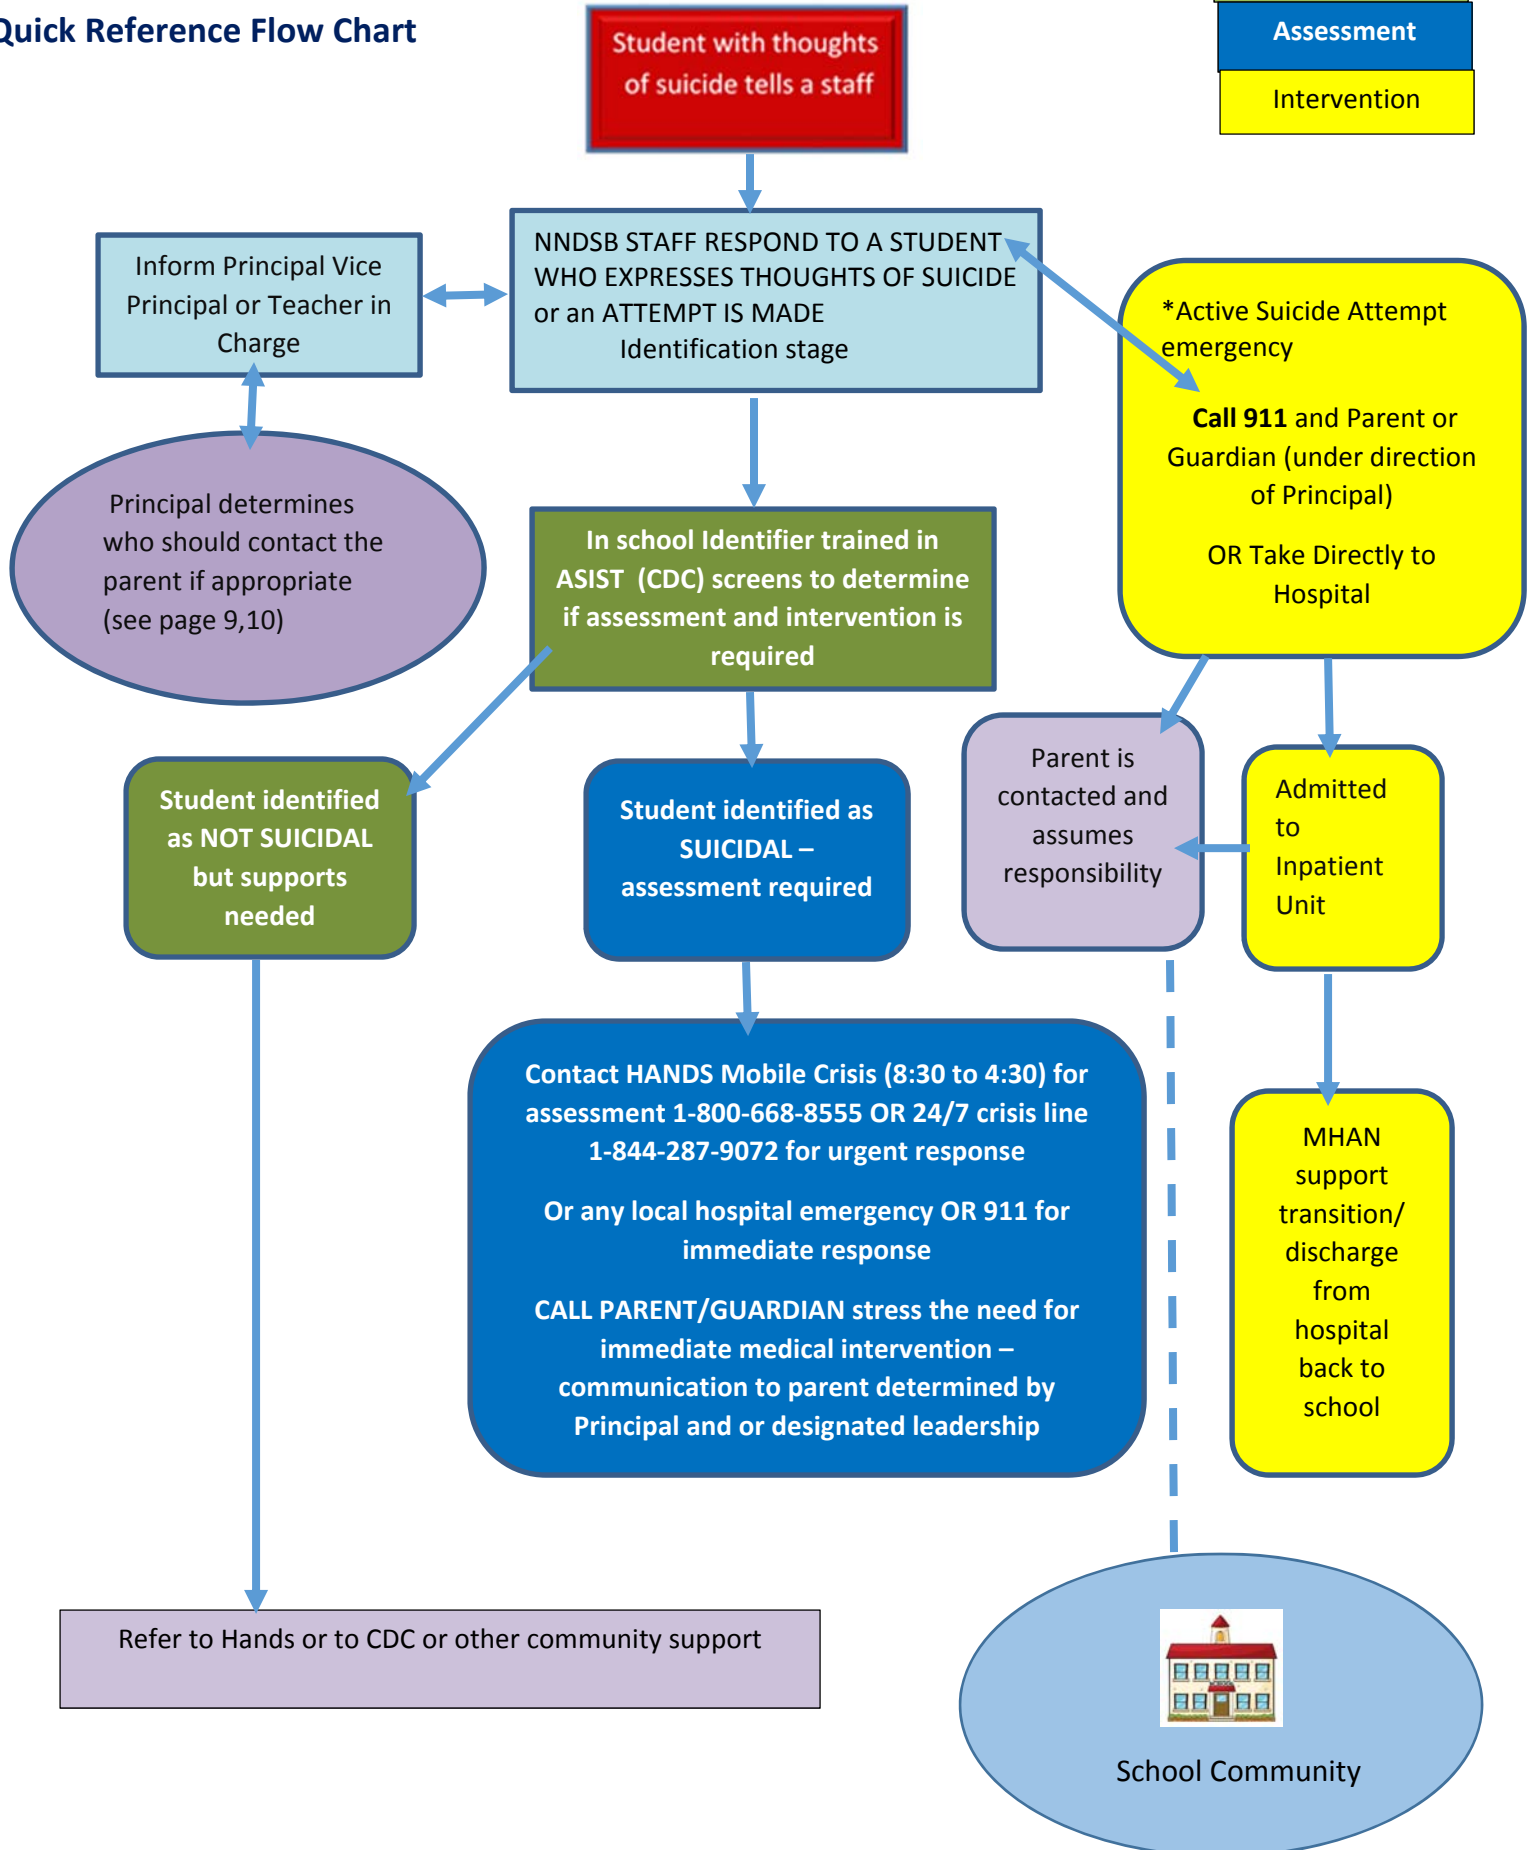 Quick Reference Flow Chart
Assessment
Intervention
Student with thoughts
of suicide tells a staff
NNDSB STAFF RESPOND TO A STUDENT
WHO EXPRESSES THOUGHTS OF SUICIDE
or an ATTEMPT IS MADE
Identification stage
Inform Principal Vice
Principal or Teacher in
Charge
*Active Suicide Attempt
emergency
Call 911 and Parent or
Guardian (under direction
of Principal)
OR Take Directly to
Hospital
Principal determines
who should contact the
parent if appropriate
(see page 9,10)
In school Identifier trained in
ASIST  (CDC) screens to determine
if assessment and intervention is
required
Student identified
as NOT SUICIDAL
but supports
needed
Student identified as
SUICIDAL –
assessment required
Parent is
contacted and
assumes
responsibility
Admitted
to
Inpatient
Unit
Contact HANDS Mobile Crisis (8:30 to 4:30) for
assessment 1-800-668-8555 OR 24/7 crisis line
1-844-287-9072 for urgent response
Or any local hospital emergency OR 911 for
immediate response
CALL PARENT/GUARDIAN stress the need for
immediate medical intervention –
communication to parent determined by
Principal and or designated leadership
MHAN
support
transition/
discharge
from
hospital
back to
school
Refer to Hands or to CDC or other community support
School Community